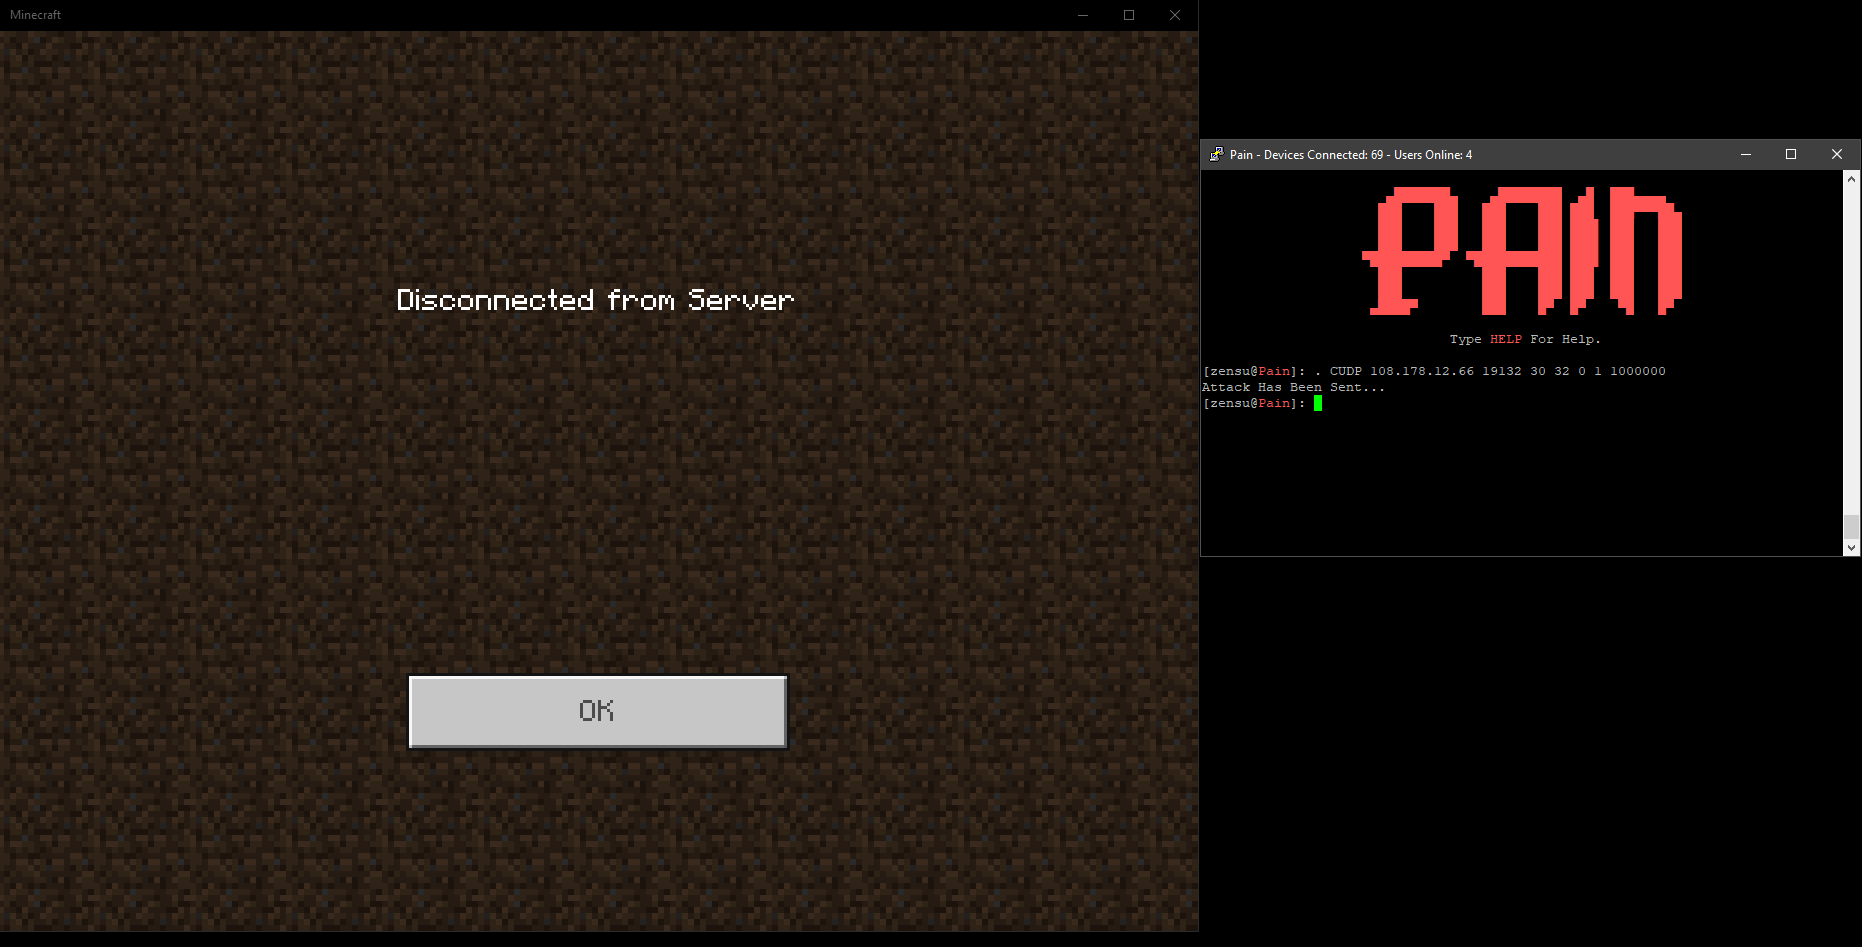 Minecraft
Disconnected from Server
OK
Pain - Devices Connected: 69 - Users Online: 4
PAIN
Type HELP For Help.
[zensu@Pain]: . CUDP 108.178.12.66 19132 30 32 0 1 1000000
Attack Has Been Sent...
[zensu@Pain]: